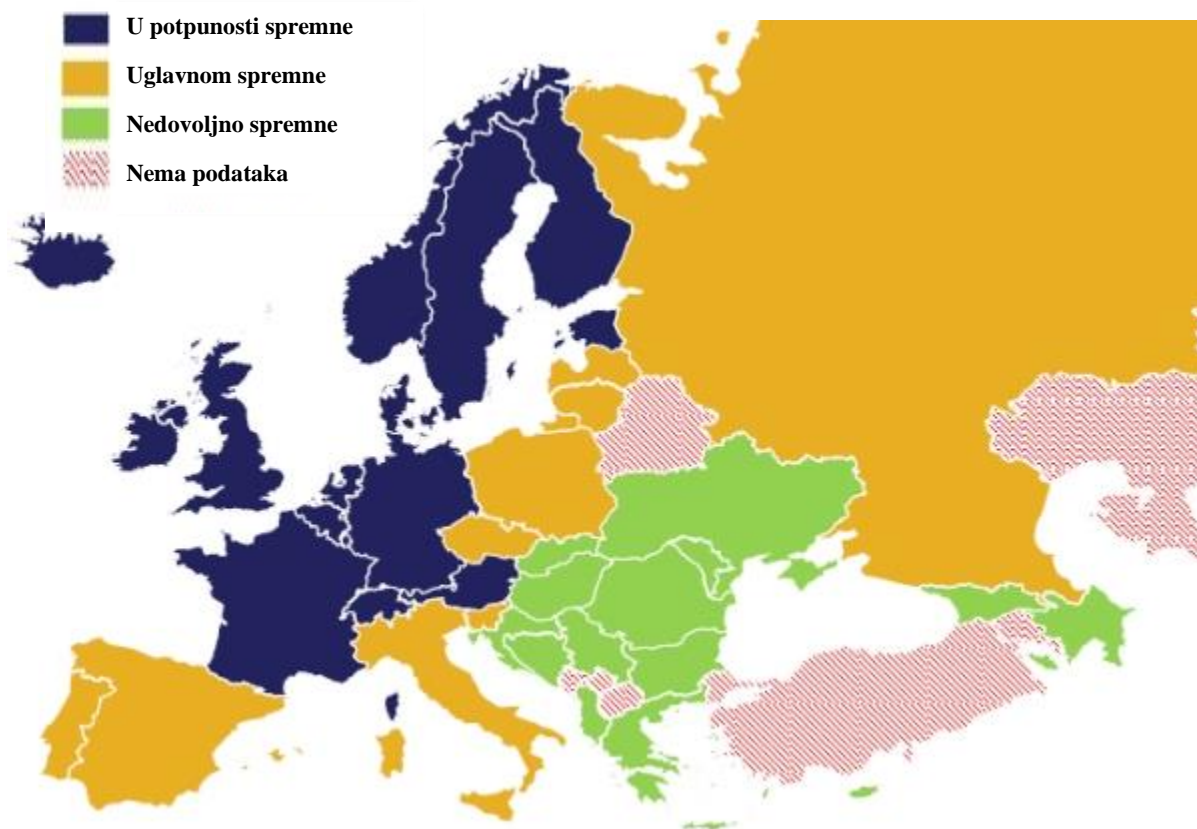 U potpunosti spremne
Uglavnom spremne
Nedovoljno spremne
Nema podataka